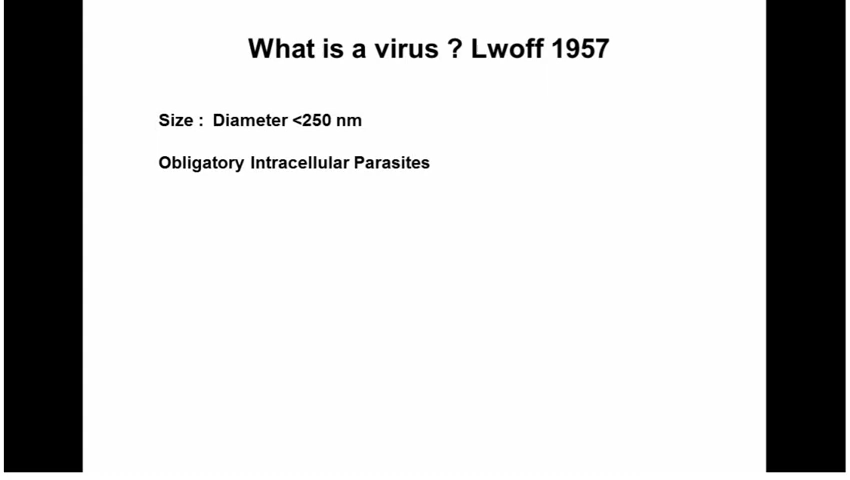 What is a virus ? Lwoff 1957
Size :  Diameter <250 nm
Obligatory Intracellular Parasites